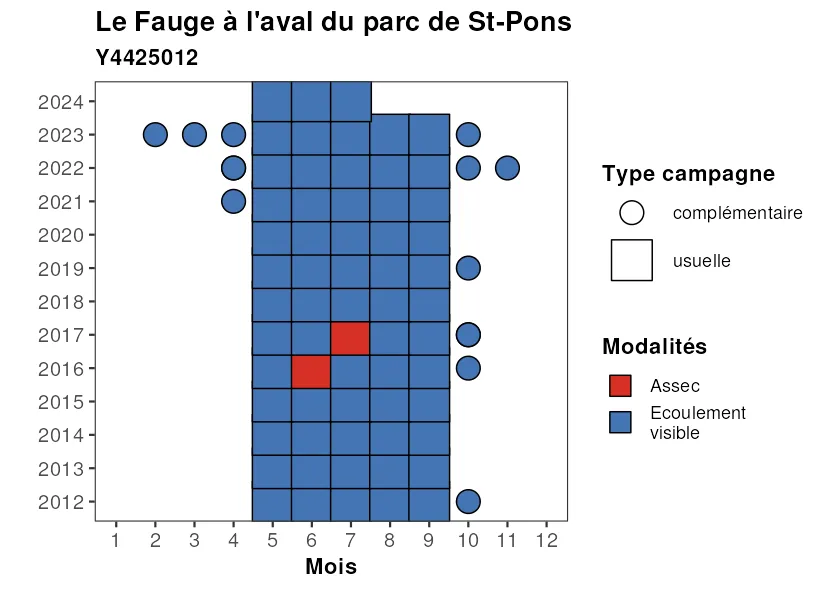 Le Fauge à l'aval du parc de St-Pons
Y4425012
2024
2023
2022
2021
2020
2019
2018
2017
2016
2015
2014
2013
2012
1 2 3 4 5 6 7 8 9 10 11 12
Mois
Type campagne
complémentaire
usuelle
Modalités
Assec
Ecoulement
visible